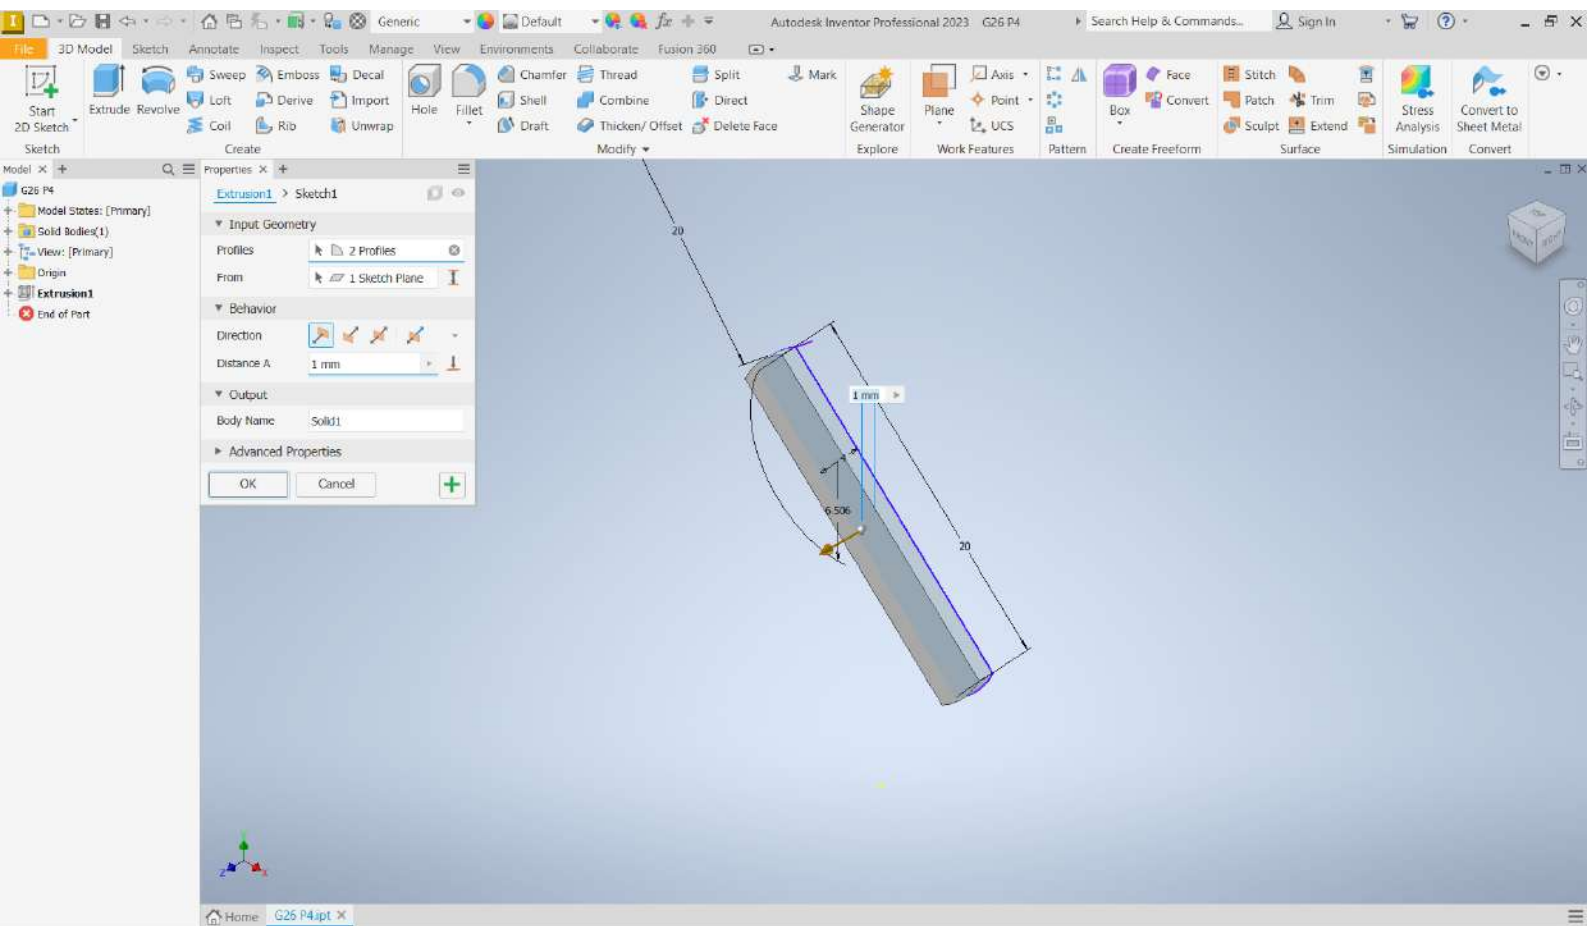 Generic Default fx Autodesk Inventor Professional 2023 G26 P4 Search Help & Commands... Sign In
File 3D Model Sketch Annotate Inspect Tools Manage View Environments Collaborate Fusion 360
Start 2D Sketch
Extrude Revolve
Sweep Emboss Decal
Loft Derive Import
Coil Rib Unwrap
Hole Fillet
Chamfer Thread Split Mark
Shell Combine Direct
Draft Thicken/ Offset Delete Face
Shape Generator
Plane
Axis
Point
UCS
Box
Face
Convert
Stitch
Patch Trim
Sculpt Extend
Stress Analysis
Convert to Sheet Metal
Sketch Create Modify Explore Work Features Pattern Create Freeform Surface Simulation Convert
Model × +
G26 P4
Model States: [Primary]
Solid Bodies(1)
View: [Primary]
Origin
Extrusion1
End of Part
Properties × +
Extrusion1 > Sketch1
Input Geometry
Profiles 2 Profiles
From 1 Sketch Plane
Behavior
Direction
Distance A 1 mm
Output
Body Name Solid1
Advanced Properties
OK Cancel
20
1 mm
6.506
20
Y
Z X
Home G26 P4.ipt ×